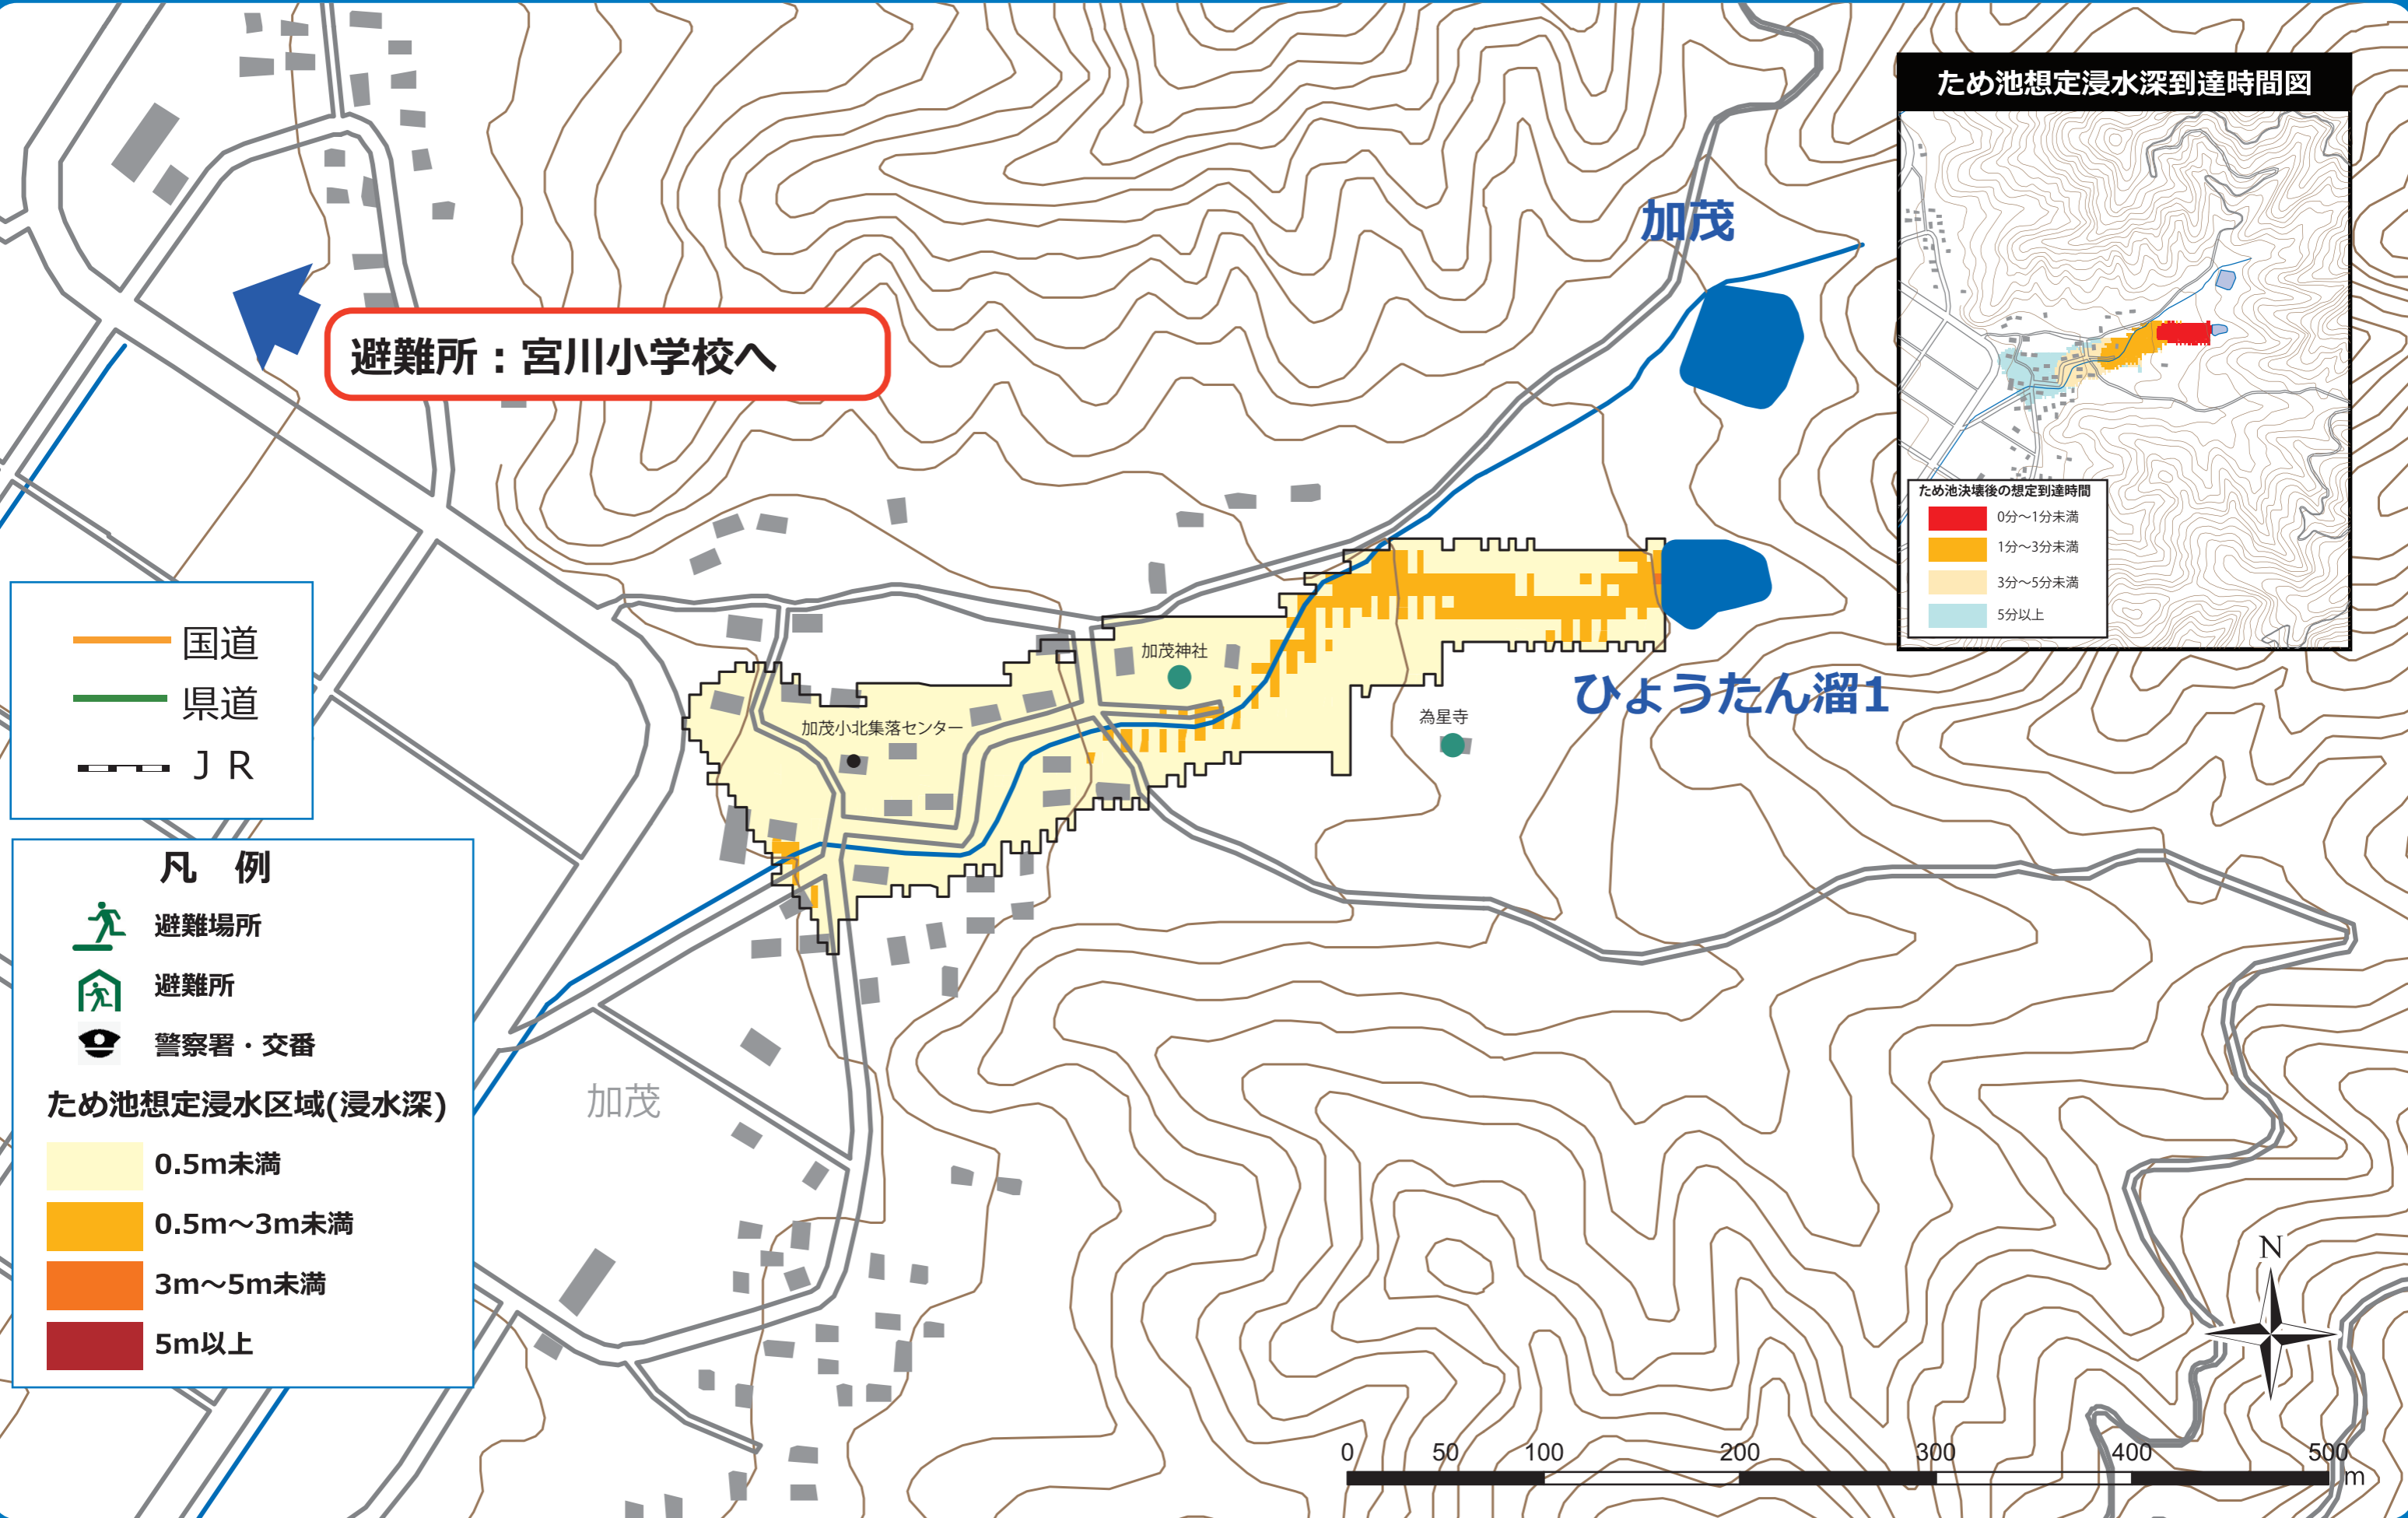 ため池想定浸水深到達時間図
加茂
避難所：宮川小学校へ
ため池決壊後の想定到達時間
0分～1分未満
1分～3分未満
3分～5分未満
5分以上
国道
県道
ＪＲ
加茂神社
ひょうたん溜1
為星寺
加茂小北集落センター
凡　例
避難場所
避難所
警察署・交番
ため池想定浸水区域(浸水深)
0.5m未満
0.5m～3m未満
3m～5m未満
5m以上
加茂
N
0 50 100 200 300 400 500
m